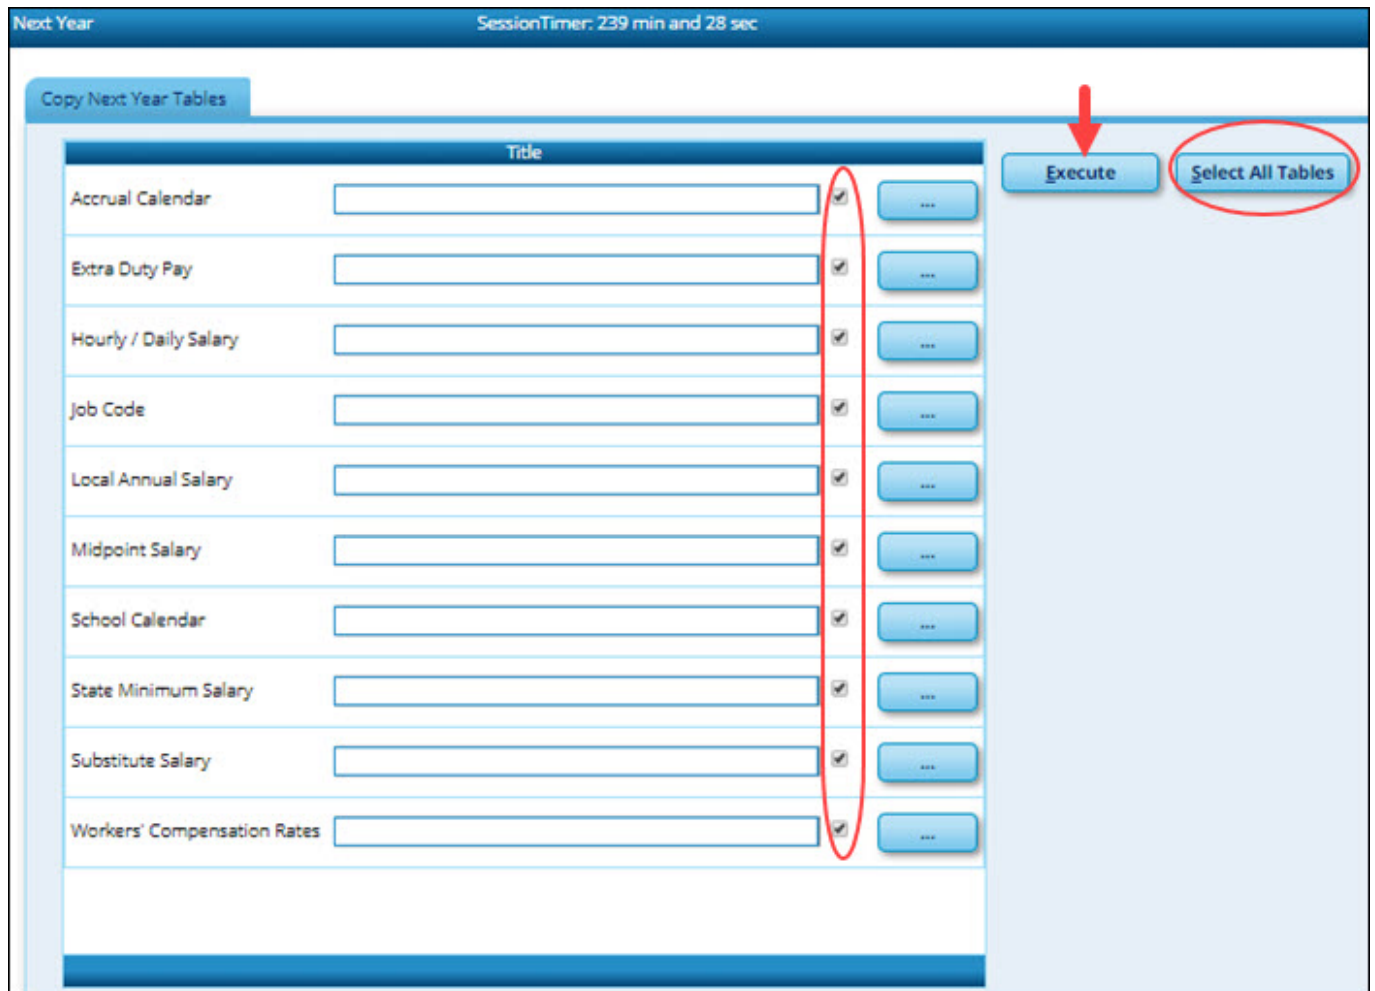 Next Year SessionTimer: 239 min and 28 sec
Copy Next Year Tables
Title
Execute Select All Tables
Accrual Calendar ...
Extra Duty Pay ...
Hourly / Daily Salary ...
Job Code ...
Local Annual Salary ...
Midpoint Salary ...
School Calendar ...
State Minimum Salary ...
Substitute Salary ...
Workers' Compensation Rates ...